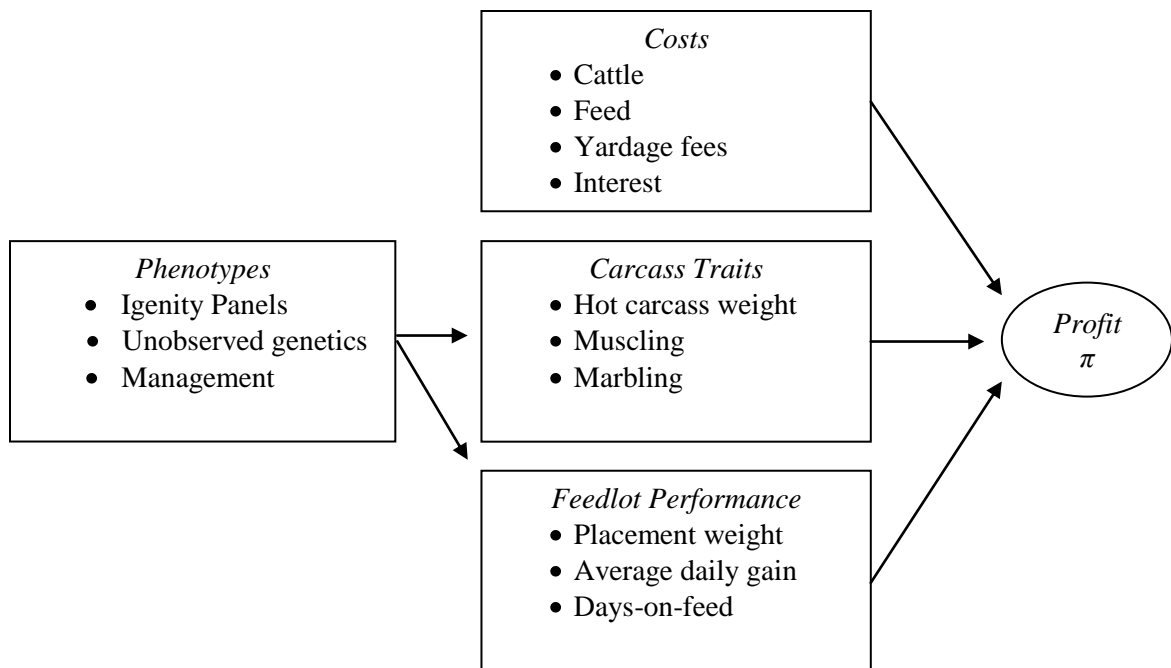 Costs
• Cattle
• Feed
• Yardage fees
• Interest
Phenotypes
• Igenity Panels
• Unobserved genetics
• Management
Carcass Traits
• Hot carcass weight
• Muscling
• Marbling
Profit
π
Feedlot Performance
• Placement weight
• Average daily gain
• Days-on-feed